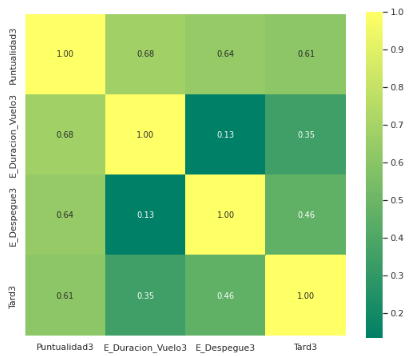 Puntualidad3
1.00 0.68 0.64 0.61
E_Duracion_Vuelo3
0.68 1.00 0.13 0.35
E_Despegue3
0.64 0.13 1.00 0.46
Tard3
0.61 0.35 0.46 1.00
Puntualidad3 E_Duracion_Vuelo3 E_Despegue3 Tard3
1.0
0.9
0.8
0.7
0.6
0.5
0.4
0.3
0.2